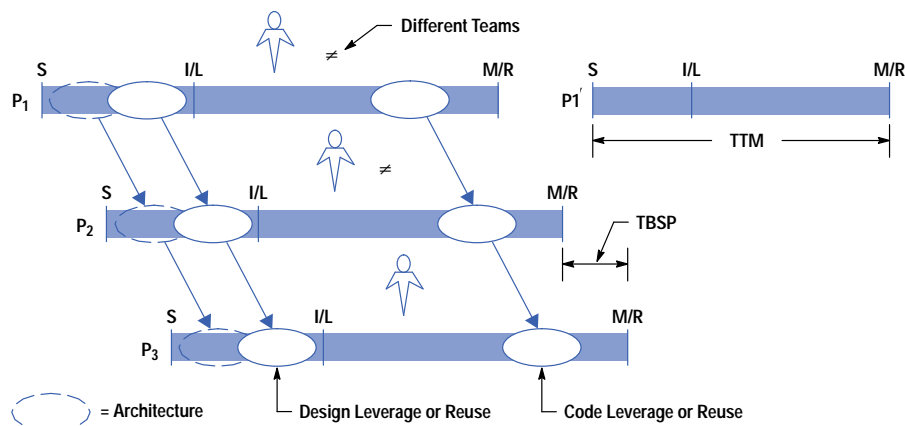 Different Teams
≠
S I/L M/R
P1
S I/L M/R
P1′
TTM
≠
S I/L M/R
P2
TBSP
S I/L M/R
P3
= Architecture
Design Leverage or Reuse
Code Leverage or Reuse